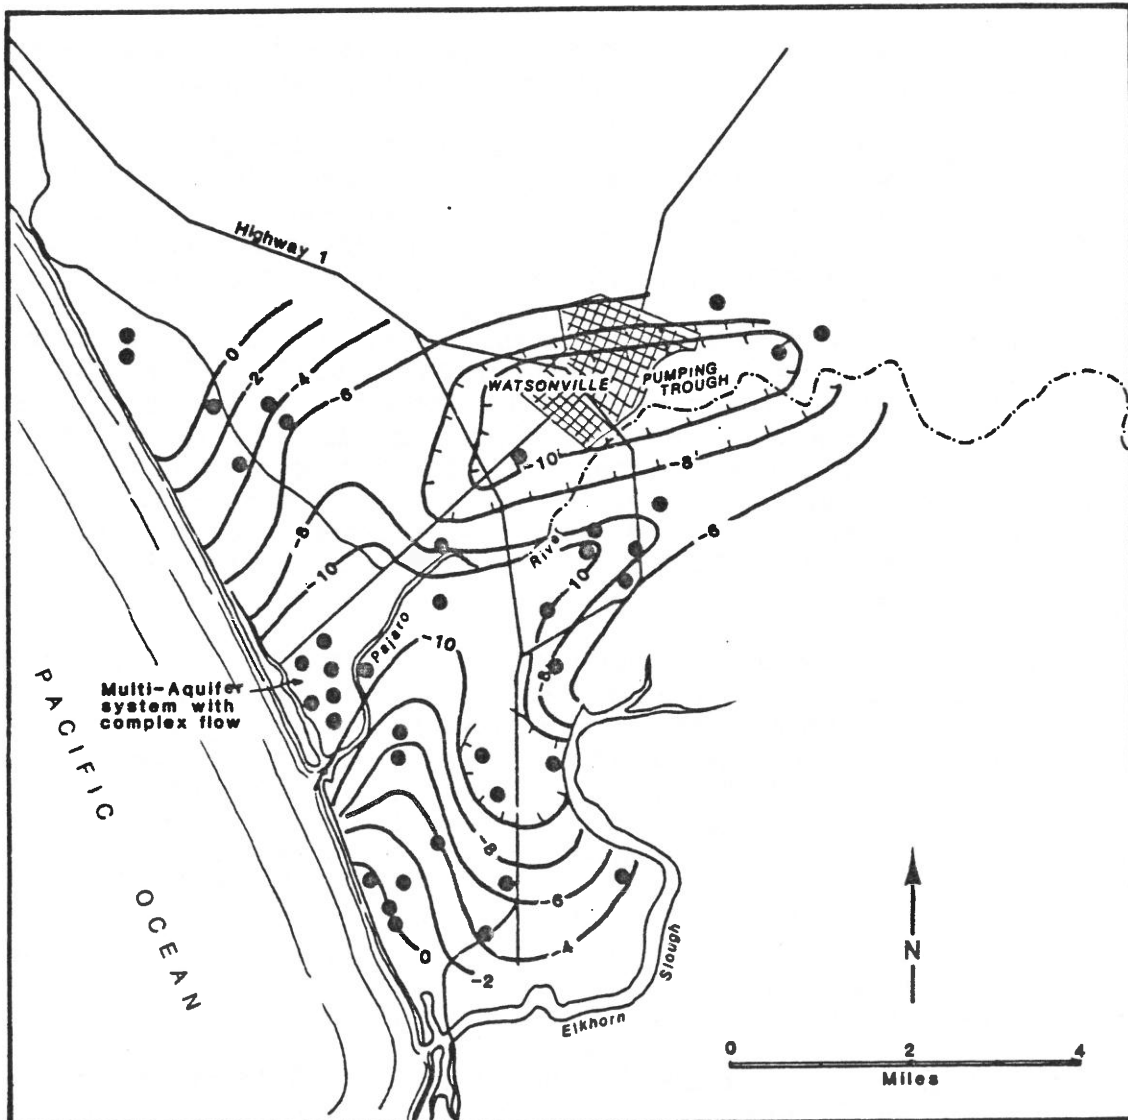 Highway 1
0
-2
-4
-6
WATSONVILLE
PUMPING
TROUGH
-10
-8
-6
-8
-10
River
-10
-10
Pajaro
-8
Multi-Aquifer
system with
complex flow
PACIFIC
OCEAN
-8
-6
-4
0
-2
Slough
Elkhorn
N
0 2 4
Miles